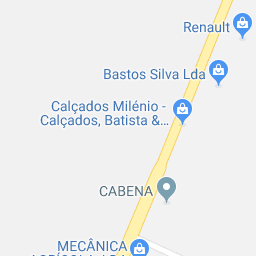 Renault
Bastos Silva Lda
Calçados Milénio -
Calçados, Batista &...
CABENA
MECÂNICA